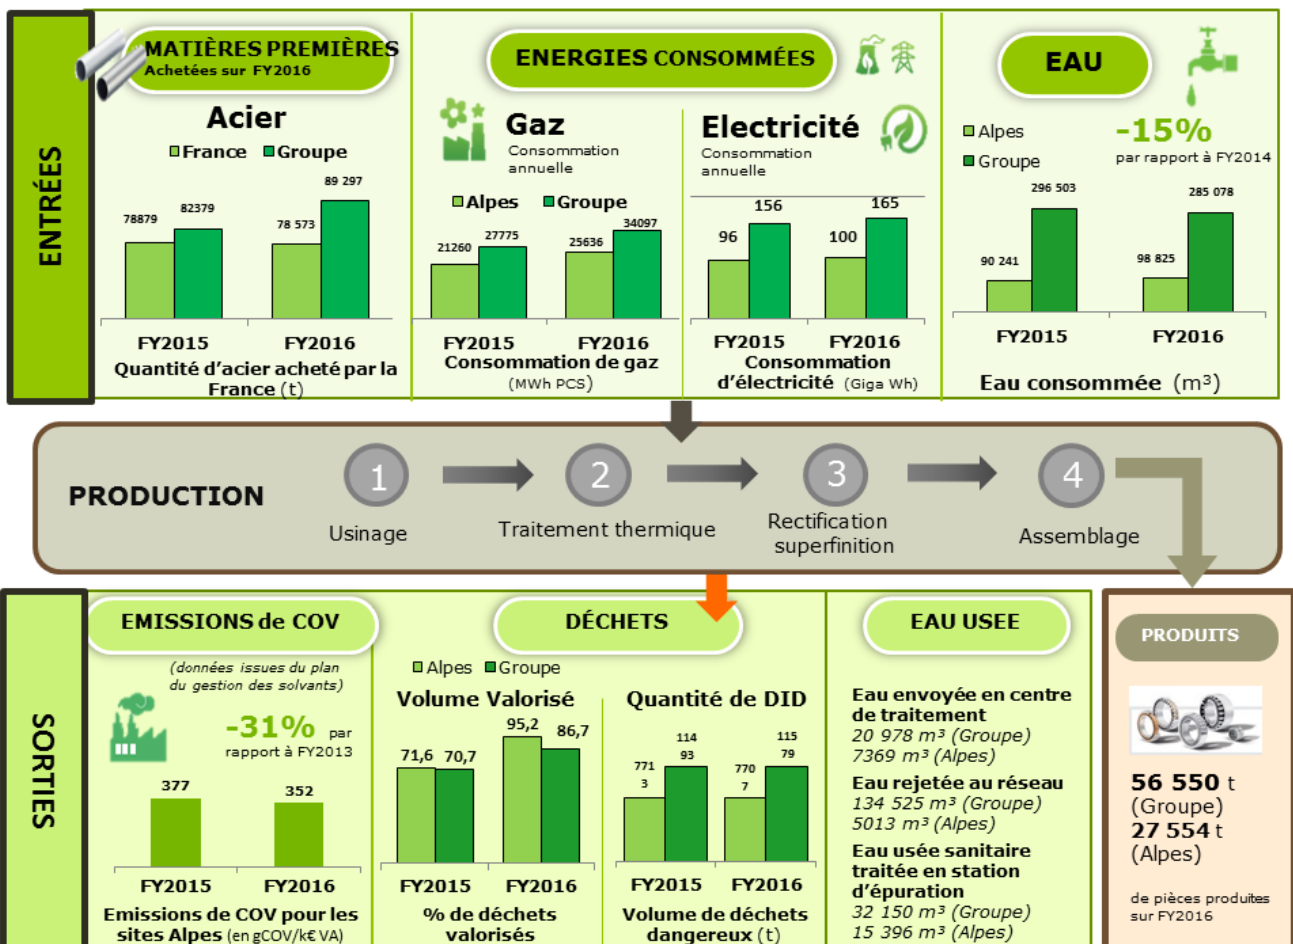 ENTRÉES
MATIÈRES PREMIÈRES
Achetées sur FY2016
Acier
France Groupe
78879
82379
78 573
89 297
FY2015 FY2016
Quantité d'acier acheté par la
France (t)
ENERGIES CONSOMMÉES
Gaz
Consommation
annuelle
Alpes Groupe
21260
27775
25636
34097
FY2015 FY2016
Consommation de gaz
(MWh PCS)
Electricité
Consommation
annuelle
96
156
100
165
FY2015 FY2016
Consommation
d'électricité (Giga Wh)
EAU
Alpes
Groupe
-15%
par rapport à FY2014
90 241
296 503
98 825
285 078
FY2015 FY2016
Eau consommée (m³)
PRODUCTION
1
Usinage
2
Traitement thermique
3
Rectification
superfinition
4
Assemblage
SORTIES
EMISSIONS de COV
(données issues du plan
du gestion des solvants)
-31% par
rapport à FY2013
377
352
FY2015 FY2016
Emissions de COV pour les
sites Alpes (en gCOV/k€ VA)
DÉCHETS
Alpes Groupe
Volume Valorisé
71,6 70,7
95,2 86,7
FY2015 FY2016
% de déchets
valorisés
Quantité de DID
771
3
114
93
770
7
115
79
FY2015 FY2016
Volume de déchets
dangereux (t)
EAU USEE
Eau envoyée en centre
de traitement
20 978 m³ (Groupe)
7369 m³ (Alpes)
Eau rejetée au réseau
134 525 m³ (Groupe)
5013 m³ (Alpes)
Eau usée sanitaire
traitée en station
d'épuration
32 150 m³ (Groupe)
15 396 m³ (Alpes)
PRODUITS
56 550 t
(Groupe)
27 554 t
(Alpes)
de pièces produites
sur FY2016